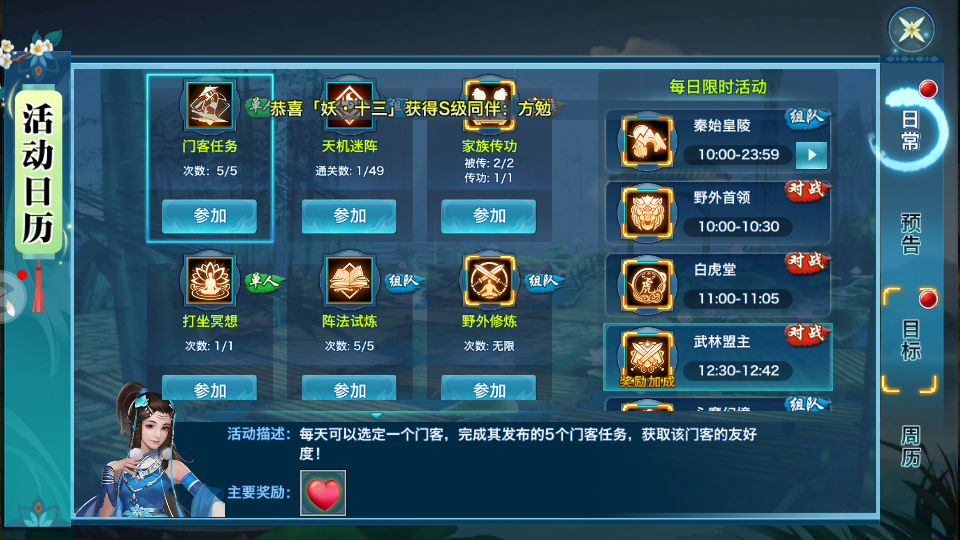 活动日历
恭喜「妖·十三」获得S级同伴：方勉
门客任务
次数：5/5
参加
天机迷阵
通关数：1/49
参加
家族传功
被传：2/2
传功：1/1
参加
打坐冥想
单人
次数：1/1
参加
阵法试炼
组队
次数：5/5
参加
野外修炼
组队
次数：无限
参加
每日限时活动
秦始皇陵
组队
10:00-23:59
野外首领
对战
10:00-10:30
白虎堂
对战
11:00-11:05
武林盟主
对战
12:30-12:42
奖励加成
组队
活动描述：每天可以选定一个门客，完成其发布的5个门客任务，获取该门客的友好
度！
主要奖励：
日常
预告
目标
周历